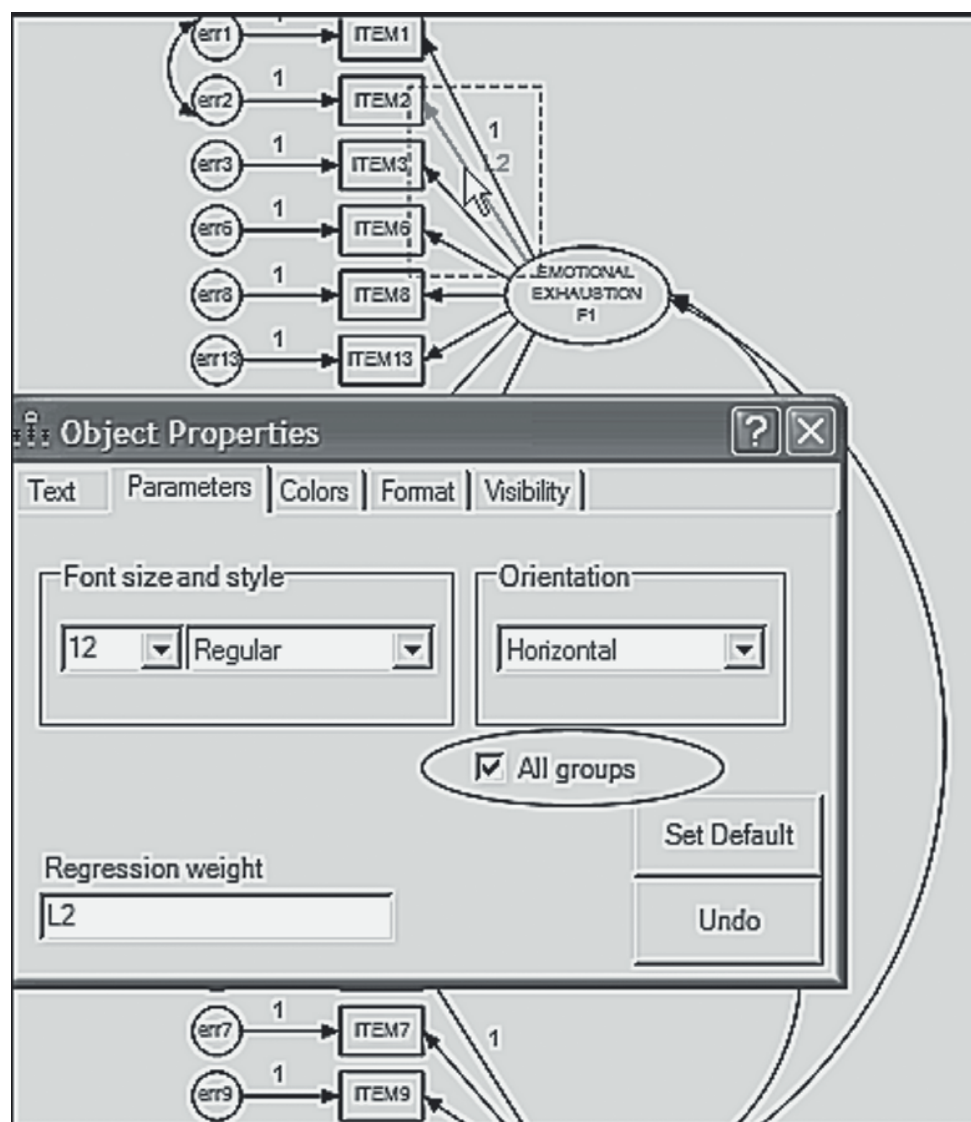 1
err1
ITEM1
1
err2
ITEM2
1
L2
1
err3
ITEM3
1
err6
ITEM6
1
err8
ITEM8
EMOTIONAL
EXHAUSTION
F1
1
err13
ITEM13
Object Properties
Text Parameters Colors Format Visibility
Font size and style
Orientation
12 Regular
Horizontal
All groups
Set Default
Regression weight
L2
Undo
1
err7
ITEM7
1
1
err9
ITEM9